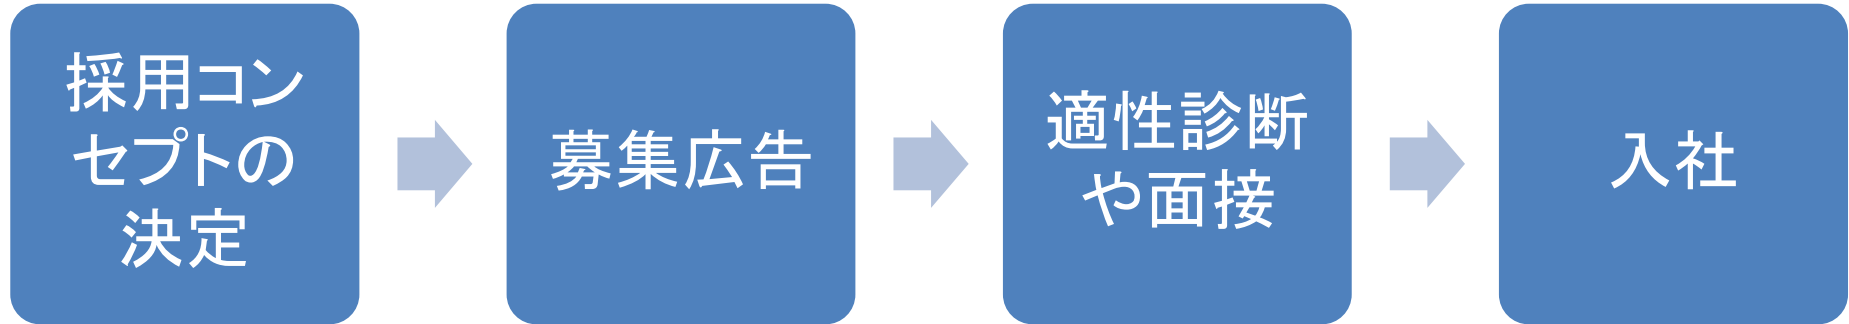 採用コン
セプトの
決定
募集広告
適性診断
や面接
入社